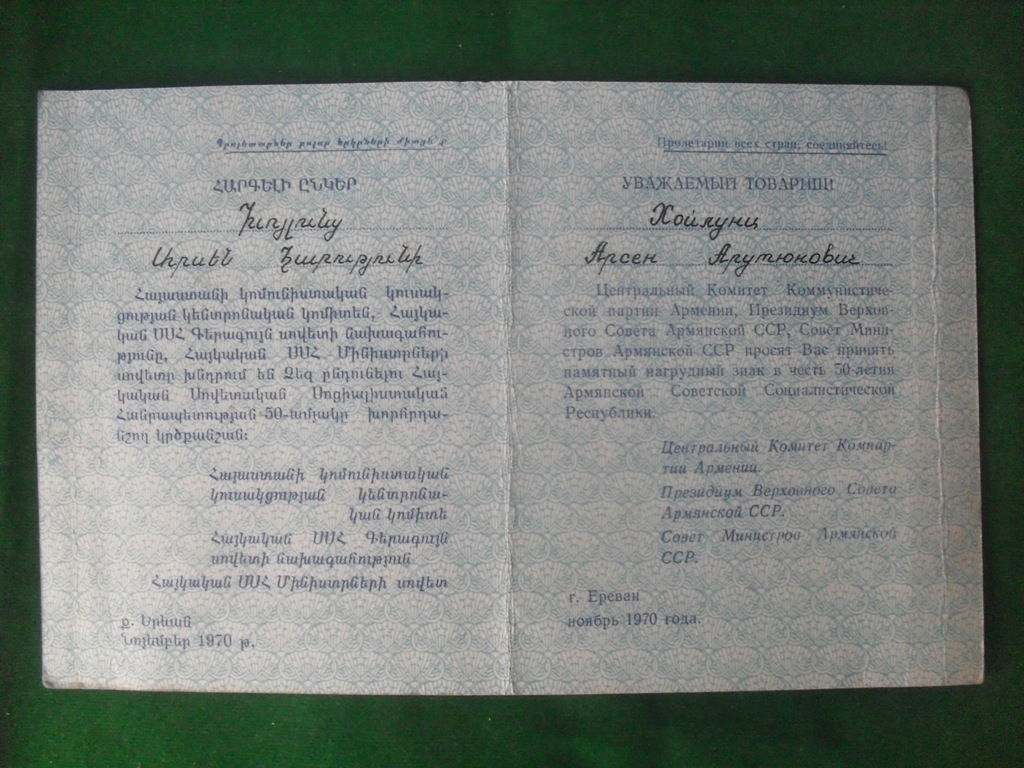 Պրոլետարներ բոլոր երկրների, միացե՛ք
ՀԱՐԳԵԼԻ ԸՆԿԵՐ
Խոյլունց
Արսեն Հարությունի
Հայաստանի կոմունիստական կուսակ-
ցության կենտրոնական կոմիտեն, Հայկա-
կան ՍՍՀ Գերագույն սովետի նախագահու-
թյունը, Հայկական ՍՍՀ Մինիստրների
սովետը խնդրում են Ձեզ ընդունելու Հայ-
կական Սովետական Սոցիալիստական
Հանրապետության 50-ամյակը խորհրդա-
նշող կրծքանշան:
Հայաստանի կոմունիստական
կուսակցության կենտրոնա-
կան կոմիտե
Հայկական ՍՍՀ Գերագույն
սովետի նախագահություն
Հայկական ՍՍՀ Մինիստրների սովետ
ք. Երևան
Նոյեմբեր 1970 թ.
Пролетарии всех стран, соединяйтесь!
УВАЖАЕМЫЙ ТОВАРИЩ!
Хойлунц
Арсен Арутюнович
Центральный Комитет Коммунистиче-
ской партии Армении, Президиум Верхов-
ного Совета Армянской ССР, Совет Мини-
стров Армянской ССР просят Вас принять
памятный нагрудный знак в честь 50-летия
Армянской Советской Социалистической
Республики.
Центральный Комитет Компар-
тии Армении.
Президиум Верховного Совета
Армянской ССР.
Совет Министров Армянской
ССР.
г. Ереван
ноябрь 1970 года.